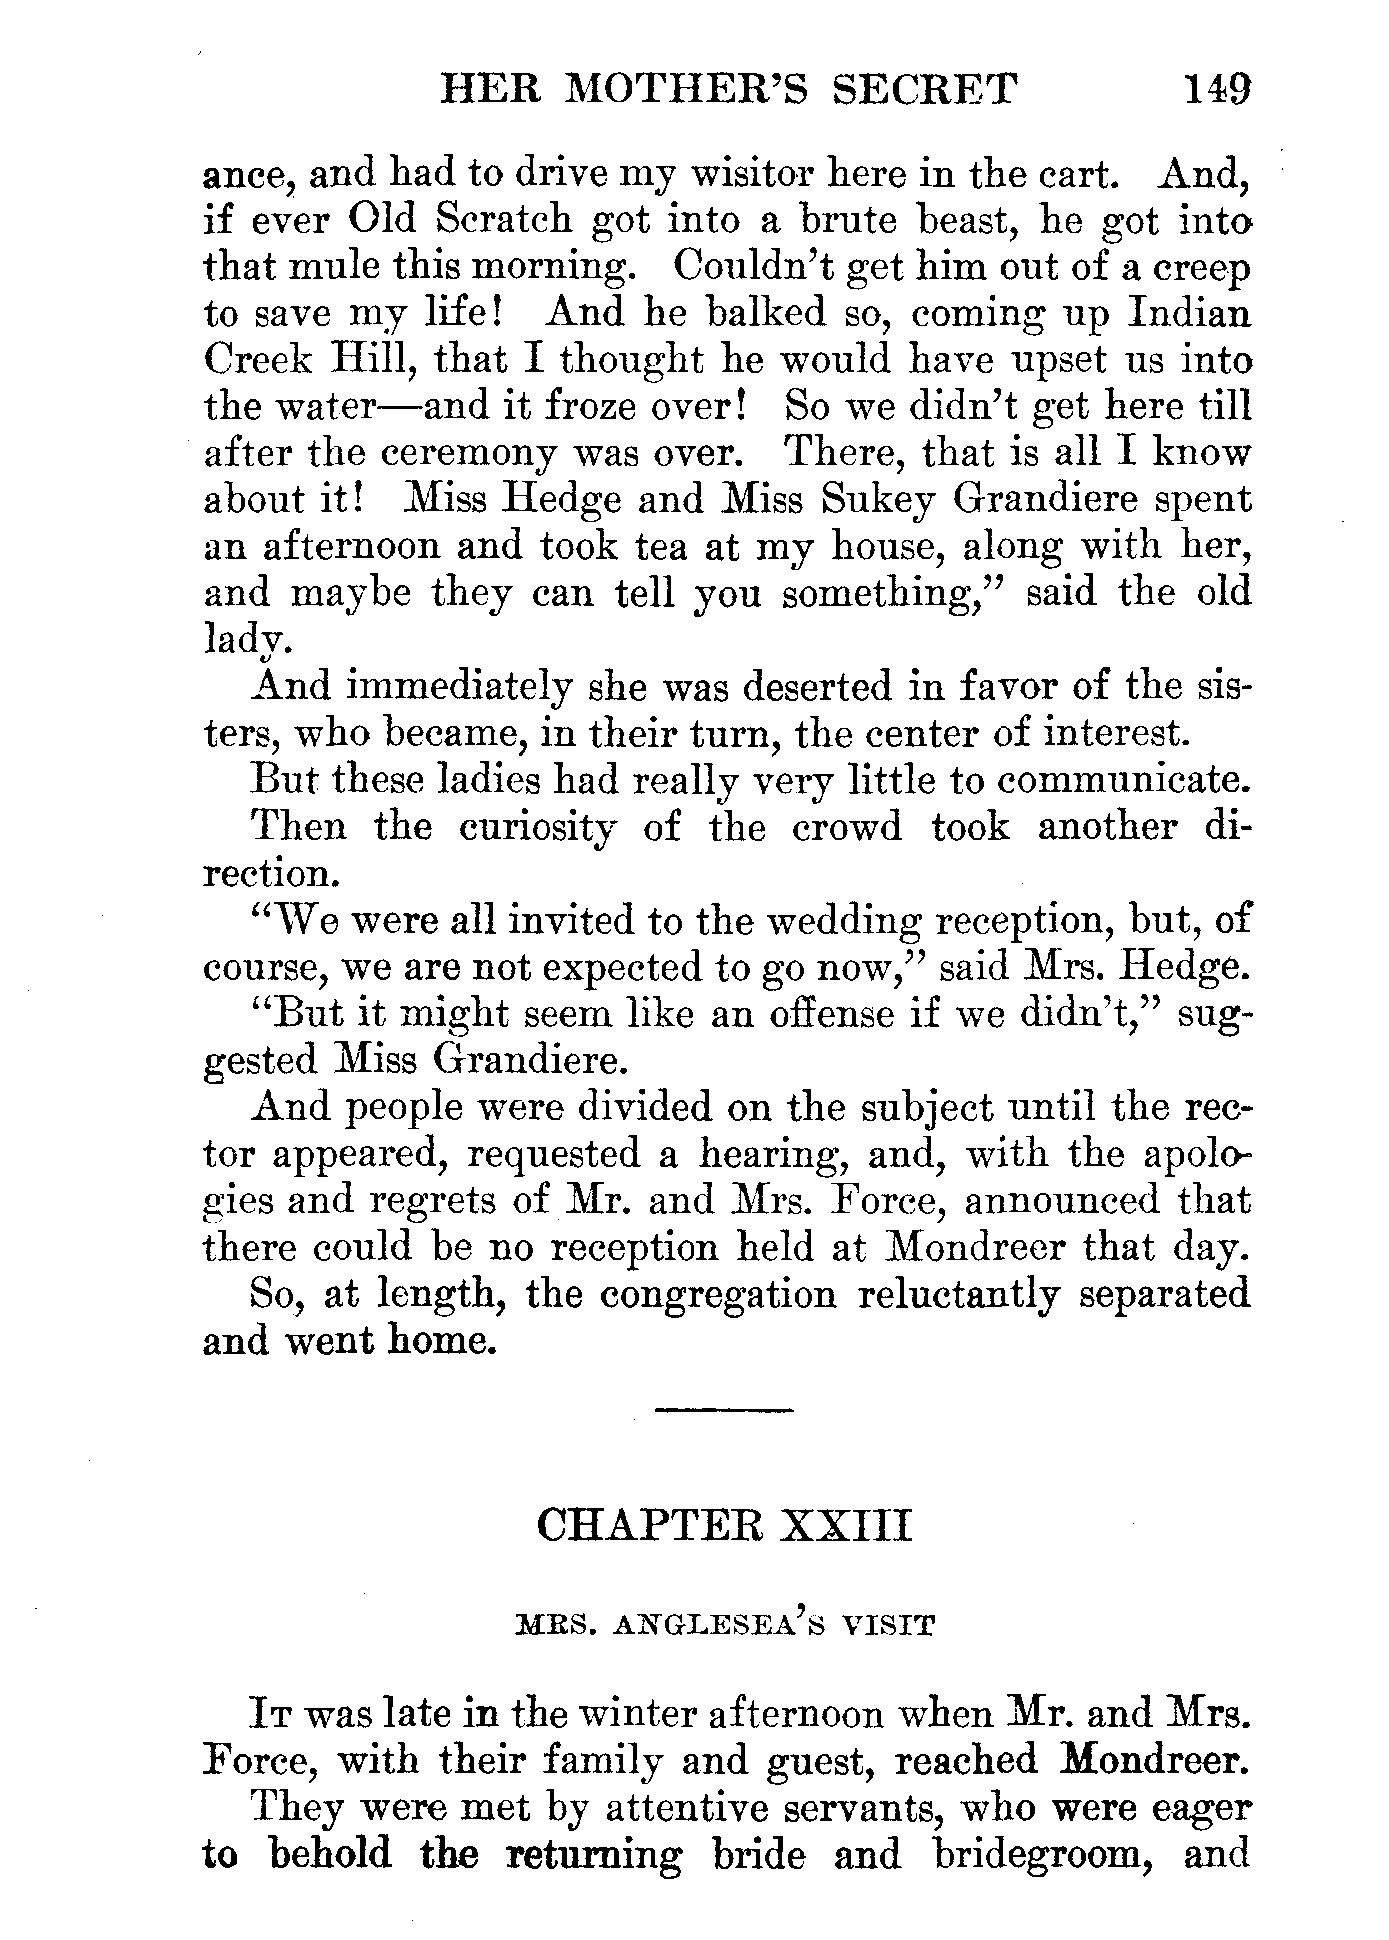 HER MOTHER'S SECRET 149
ance, and had to drive my wisitor here in the cart. And,
if ever Old Scratch got into a brute beast, he got into
that mule this morning. Couldn't get him out of a creep
to save my life! And he balked so, coming up Indian
Creek Hill, that I thought he would have upset us into
the water—and it froze over! So we didn't get here till
after the ceremony was over. There, that is all I know
about it! Miss Hedge and Miss Sukey Grandiere spent
an afternoon and took tea at my house, along with her,
and maybe they can tell you something,” said the old
lady.
And immediately she was deserted in favor of the sis-
ters, who became, in their turn, the center of interest.
But these ladies had really very little to communicate.
Then the curiosity of the crowd took another di-
rection.
“We were all invited to the wedding reception, but, of
course, we are not expected to go now,” said Mrs. Hedge.
“But it might seem like an offense if we didn't,” sug-
gested Miss Grandiere.
And people were divided on the subject until the rec-
tor appeared, requested a hearing, and, with the apolo-
gies and regrets of Mr. and Mrs. Force, announced that
there could be no reception held at Mondreer that day.
So, at length, the congregation reluctantly separated
and went home.
CHAPTER XXIII
MRS. ANGLESEA'S VISIT
IT was late in the winter afternoon when Mr. and Mrs.
Force, with their family and guest, reached Mondreer.
They were met by attentive servants, who were eager
to behold the returning bride and bridegroom, and